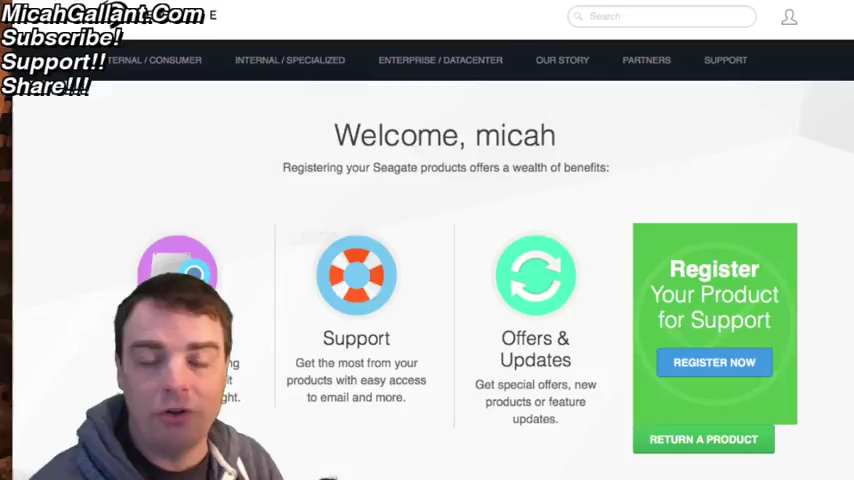 MicahGallant.Com
Subscribe!
Support!!
Share!!!
E
Search
TERNAL / CONSUMER
INTERNAL / SPECIALIZED
ENTERPRISE / DATACENTER
OUR STORY
PARTNERS
SUPPORT
Welcome, micah
Registering your Seagate products offers a wealth of benefits:
Support
Get the most from your
products with easy access
to email and more.
Offers &
Updates
Get special offers, new
products or feature
updates.
Register
Your Product
for Support
REGISTER NOW
RETURN A PRODUCT